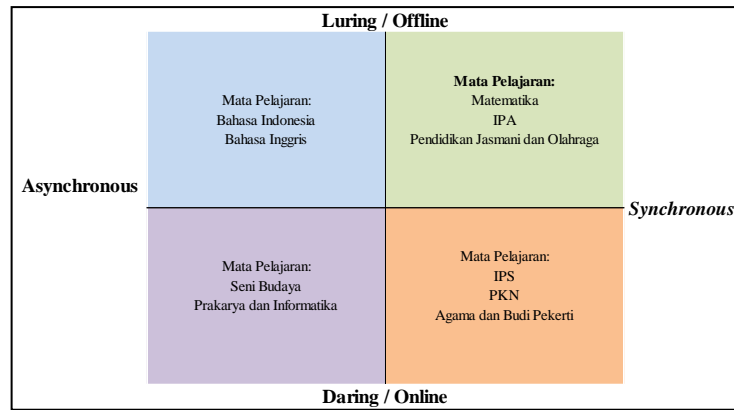 Luring / Offline
Mata Pelajaran:
Bahasa Indonesia
Bahasa Inggris
Mata Pelajaran:
Matematika
IPA
Pendidikan Jasmani dan Olahraga
Asynchronous
Synchronous
Mata Pelajaran:
Seni Budaya
Prakarya dan Informatika
Mata Pelajaran:
IPS
PKN
Agama dan Budi Pekerti
Daring / Online